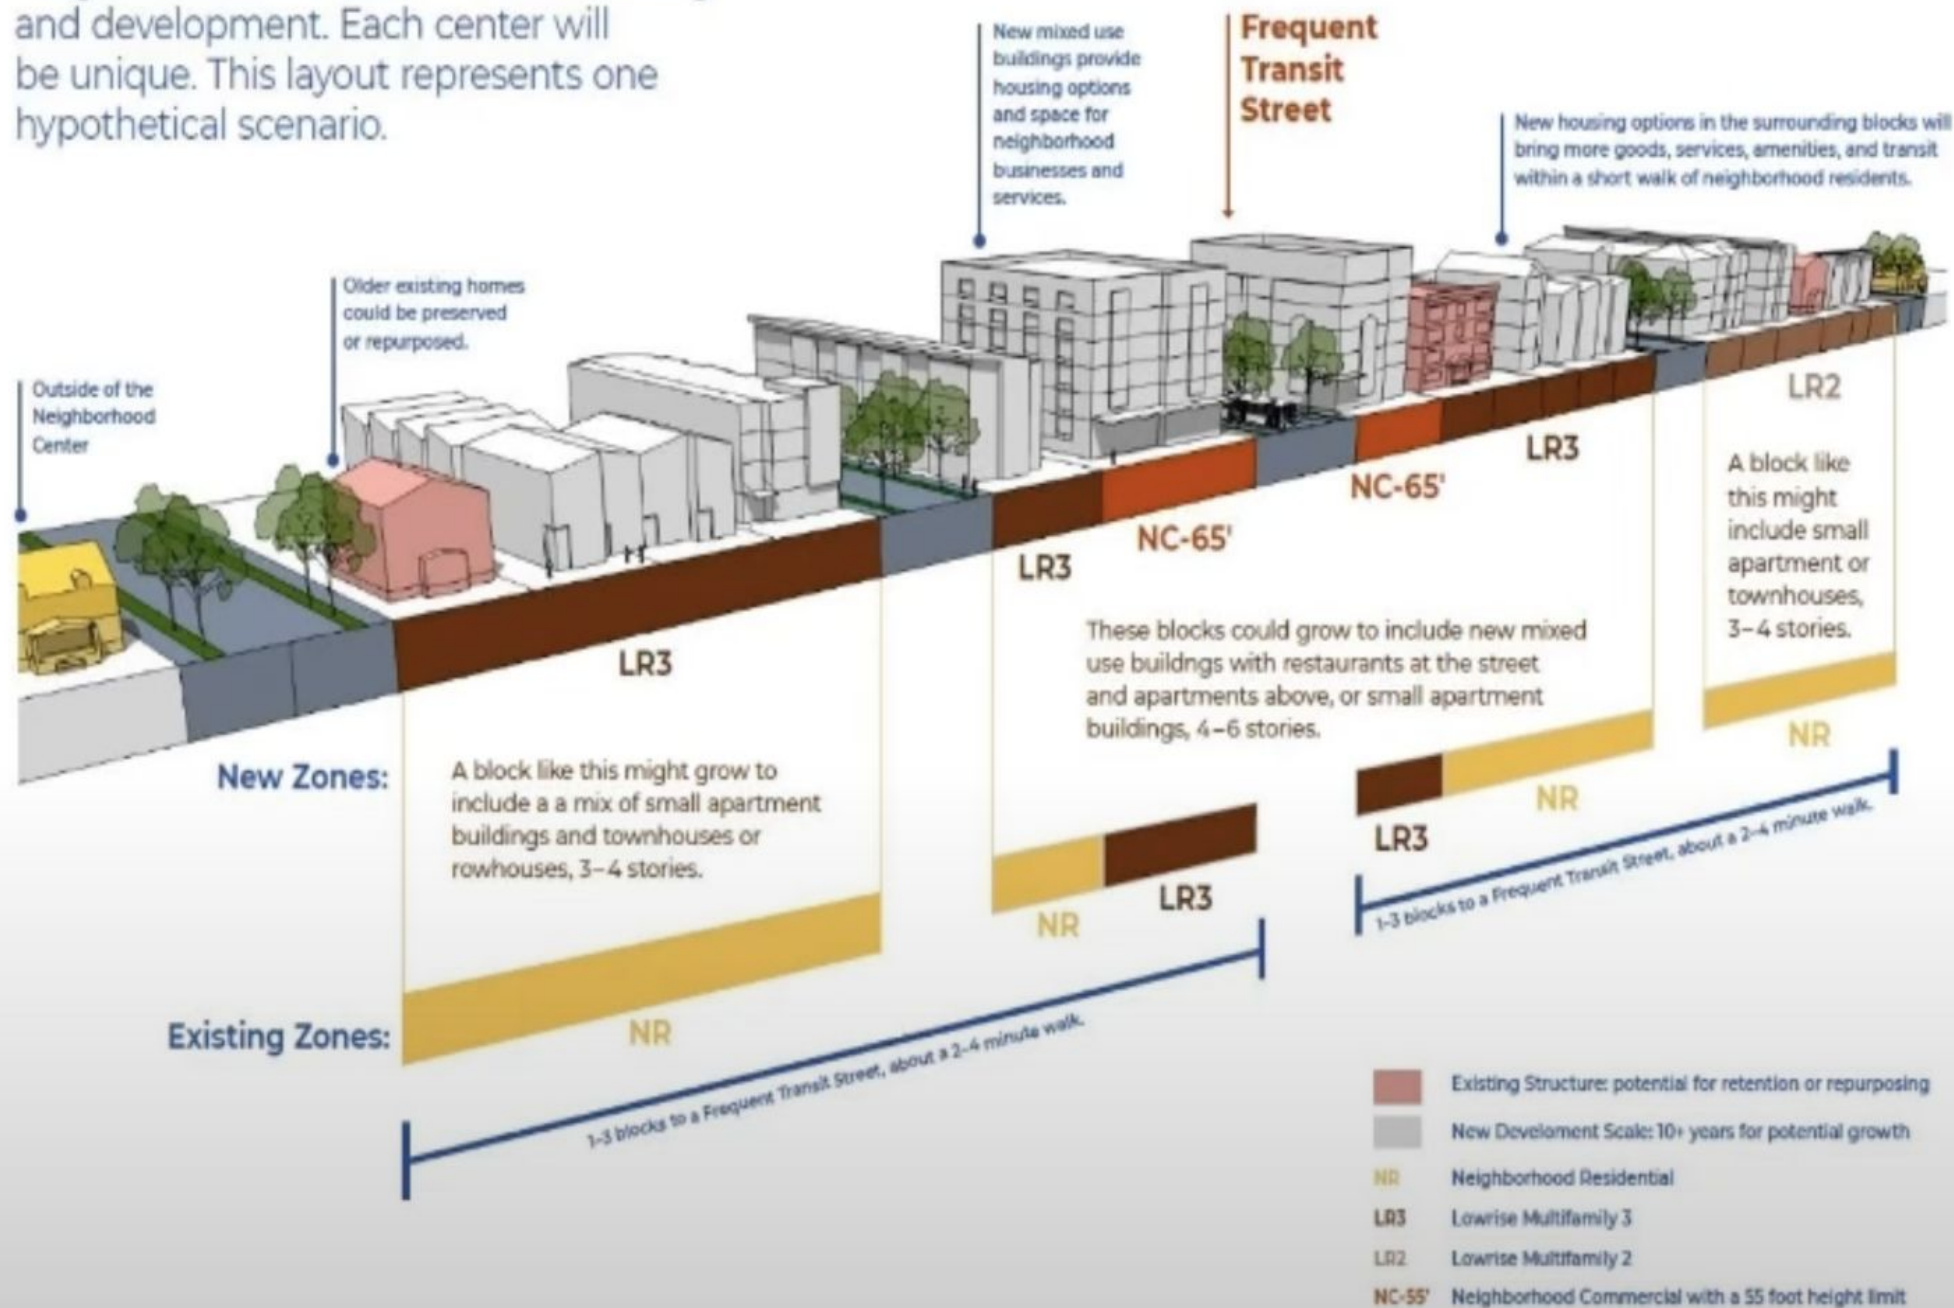 and development. Each center will
be unique. This layout represents one
hypothetical scenario.
New mixed use
buildings provide
housing options
and space for
neighborhood
businesses and
services.
Frequent
Transit
Street
New housing options in the surrounding blocks will
bring more goods, services, amenities, and transit
within a short walk of neighborhood residents.
Older existing homes
could be preserved
or repurposed.
Outside of the
Neighborhood
Center
LR2
A block like
this might
include small
apartment or
townhouses,
3–4 stories.
LR3
NC-65'
NC-65'
LR3
LR3
These blocks could grow to include new mixed
use buildngs with restaurants at the street
and apartments above, or small apartment
buildings, 4–6 stories.
New Zones:
A block like this might grow to
include a a mix of small apartment
buildings and townhouses or
rowhouses, 3–4 stories.
NR
NR
LR3
1-3 blocks to a Frequent Transit Street, about a 2-4 minute walk.
LR3
NR
Existing Zones:
NR
1-3 blocks to a Frequent Transit Street, about a 2-4 minute walk.
Existing Structure: potential for retention or repurposing
New Develoment Scale: 10+ years for potential growth
NR Neighborhood Residential
LR3 Lowrise Multifamily 3
LR2 Lowrise Multifamily 2
NC-55' Neighborhood Commercial with a 55 foot height limit